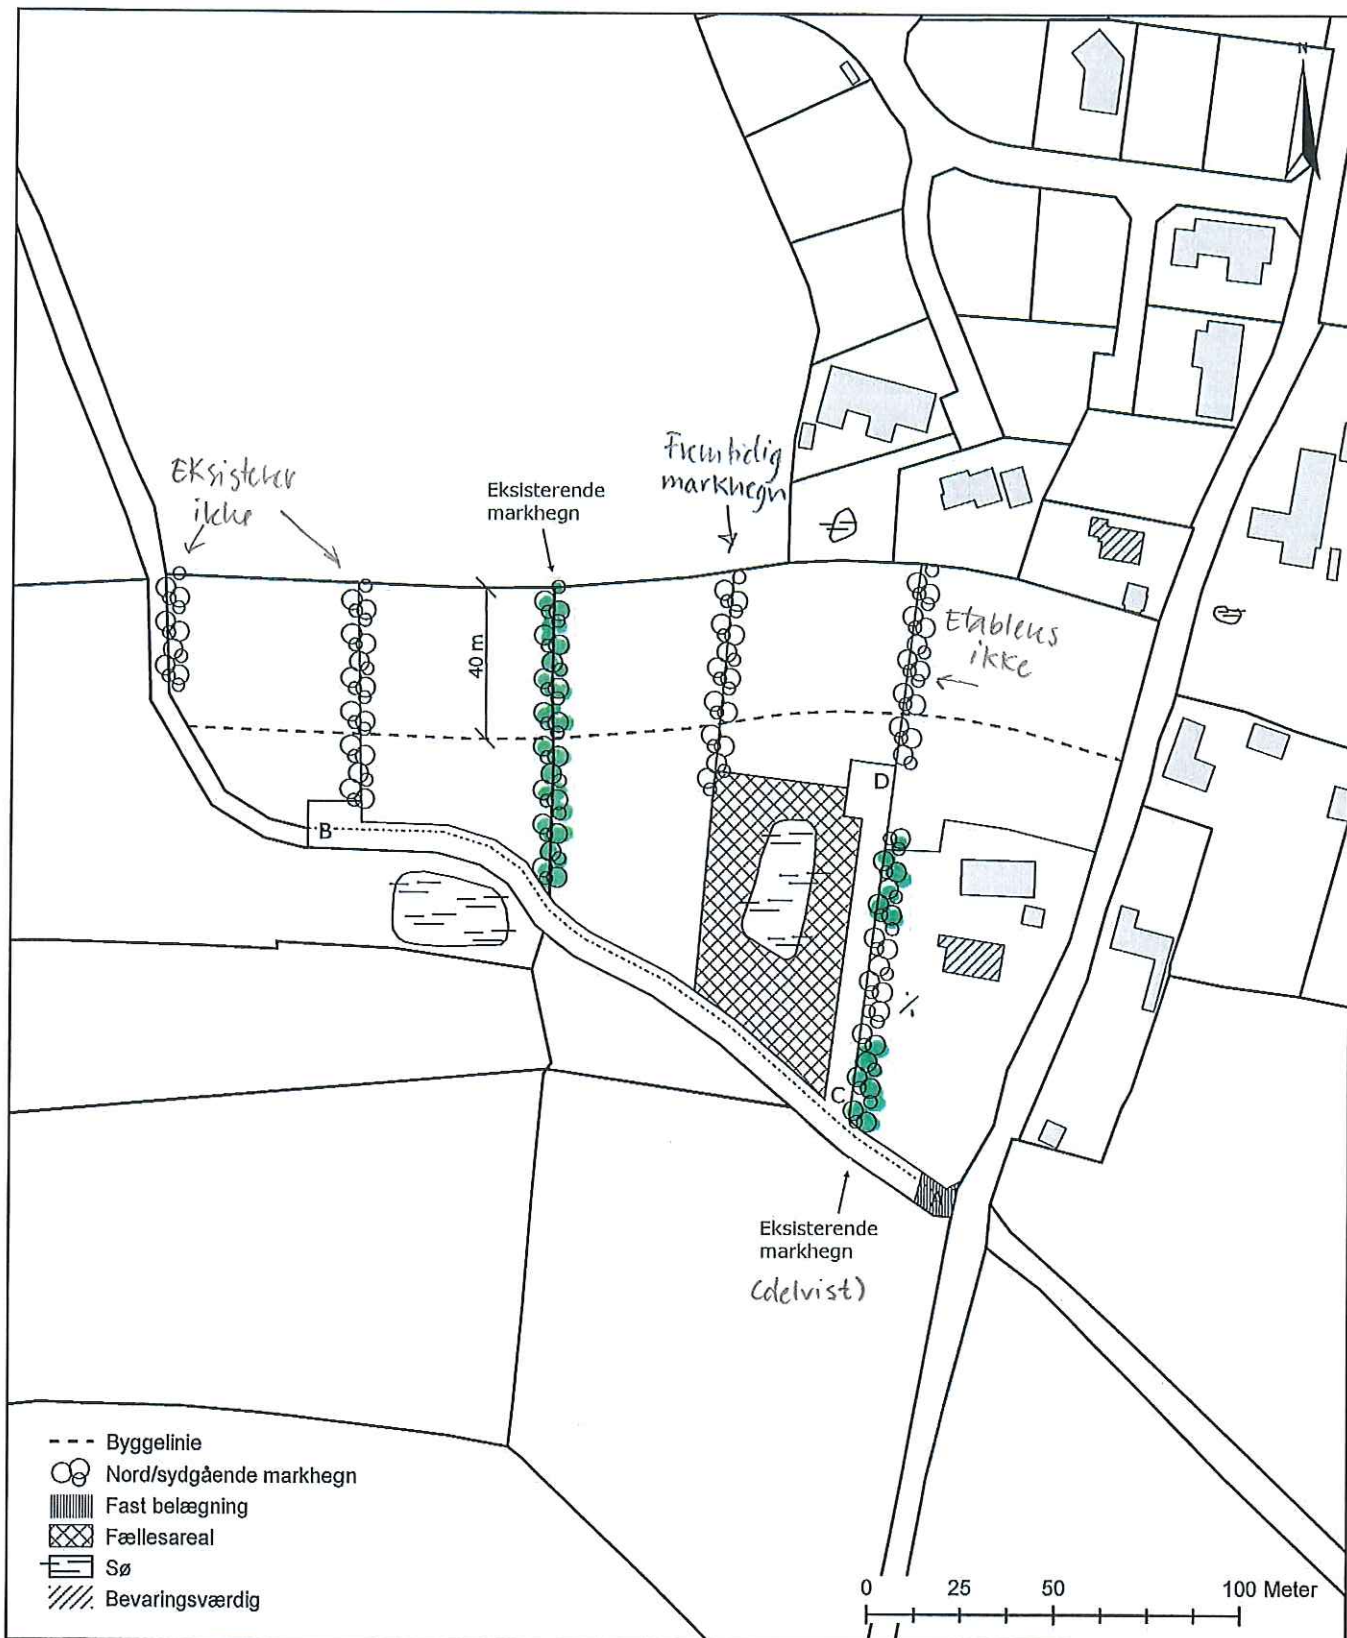 N
Fremtidig
markhegn
EKsisterer
ikke
Eksisterende
markhegn
40 m
Etableres
ikke
D
B
C
A
Eksisterende
markhegn
(delvist)
Byggelinie
Nord/sydgående markhegn
Fast belægning
Fællesareal
Sø
Bevaringsværdig
0 25 50 100 Meter